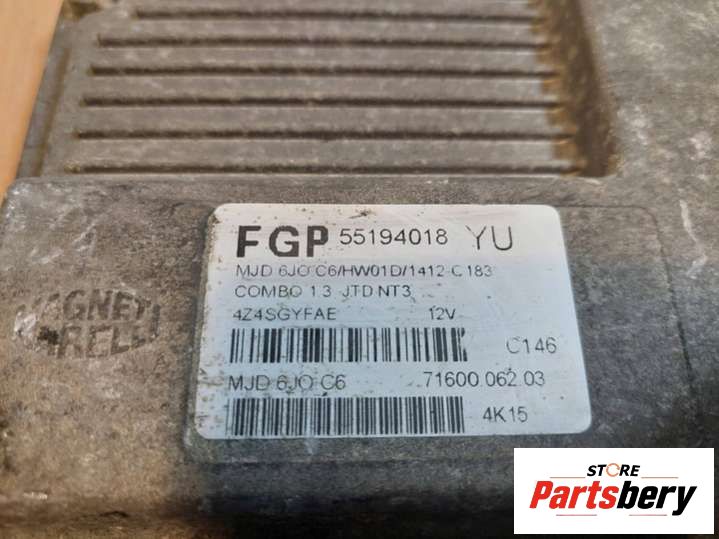 FGP 55194018 YU
MJD 6JO C6/HW01D/1412-C183
COMBO 1.3 JTD NT3
4Z4SGYFAE 12V
C146
MJD 6JO C6 71600.062.03
4K15
MAGNETI
MARELLI
STORE
Partsbery